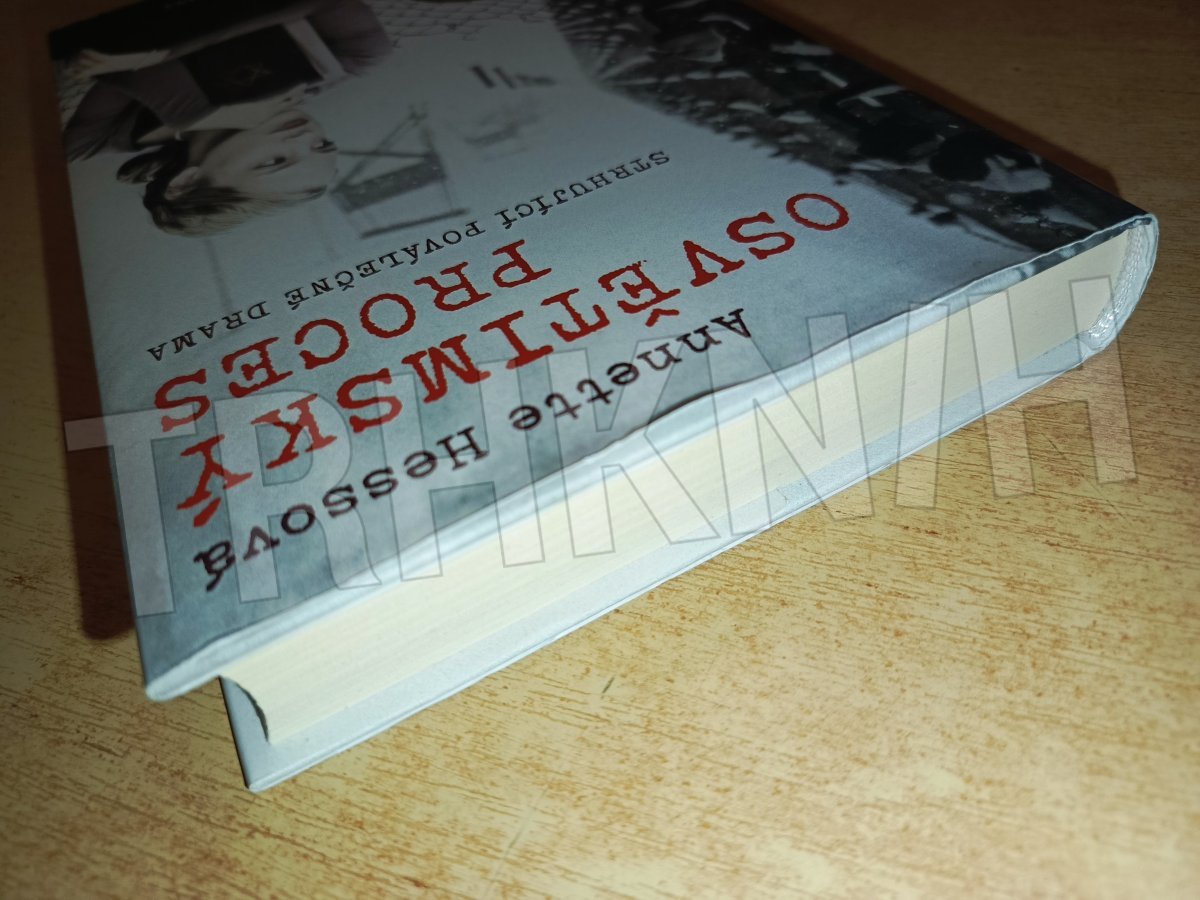 Annette Hessová
OSVĚTIMSKÝ
PROCES
STRHUJÍCÍ POVÁLEČNÉ DRAMA
TRHKNIH